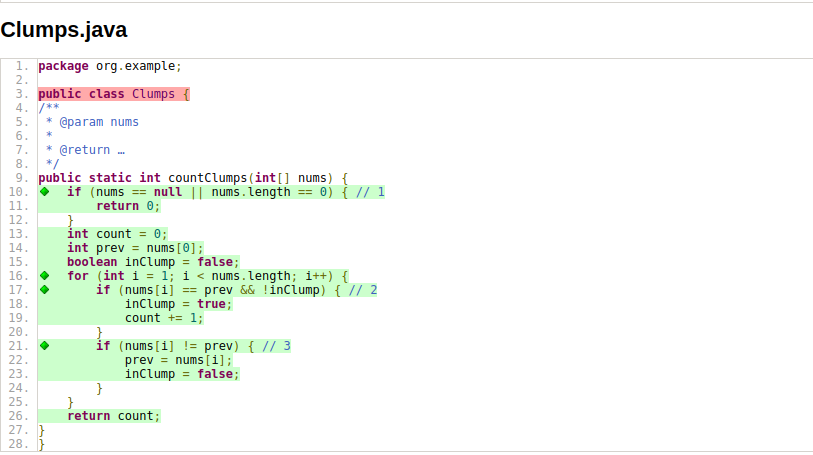 Clumps.java
1. package org.example;
2.
3. public class Clumps {
4. /**
5.  * @param nums
6.  *
7.  * @return …
8.  */
9. public static int countClumps(int[] nums) {
10.     if (nums == null || nums.length == 0) { // 1
11.         return 0;
12.     }
13.     int count = 0;
14.     int prev = nums[0];
15.     boolean inClump = false;
16.     for (int i = 1; i < nums.length; i++) {
17.         if (nums[i] == prev && !inClump) { // 2
18.             inClump = true;
19.             count += 1;
20.         }
21.         if (nums[i] != prev) { // 3
22.             prev = nums[i];
23.             inClump = false;
24.         }
25.     }
26.     return count;
27. }
28. }